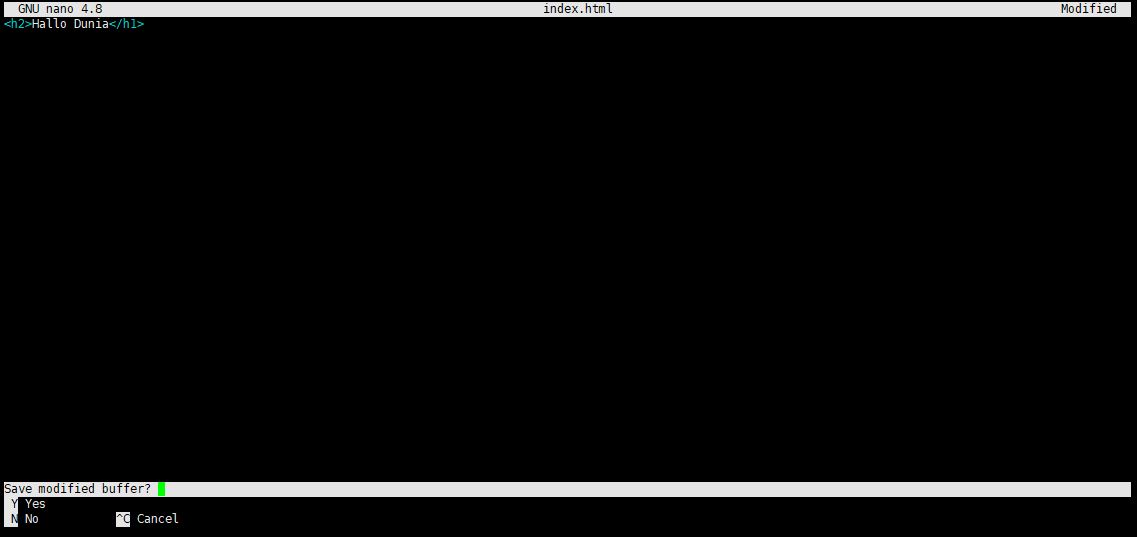 GNU nano 4.8 index.html Modified
<h2>Hallo Dunia</h1>
Save modified buffer?
Y Yes
N No ^C Cancel